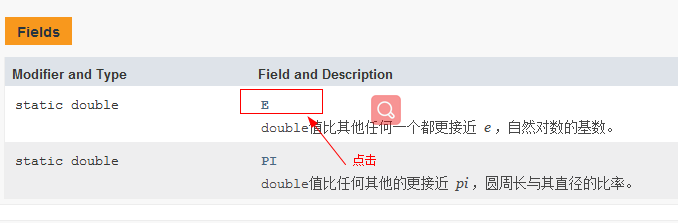 Fields
Modifier and Type Field and Description
static double E
double值比其他任何一个都更接近 e，自然对数的基数。
点击
static double PI
double值比任何其他的更接近 pi，圆周长与其直径的比率。